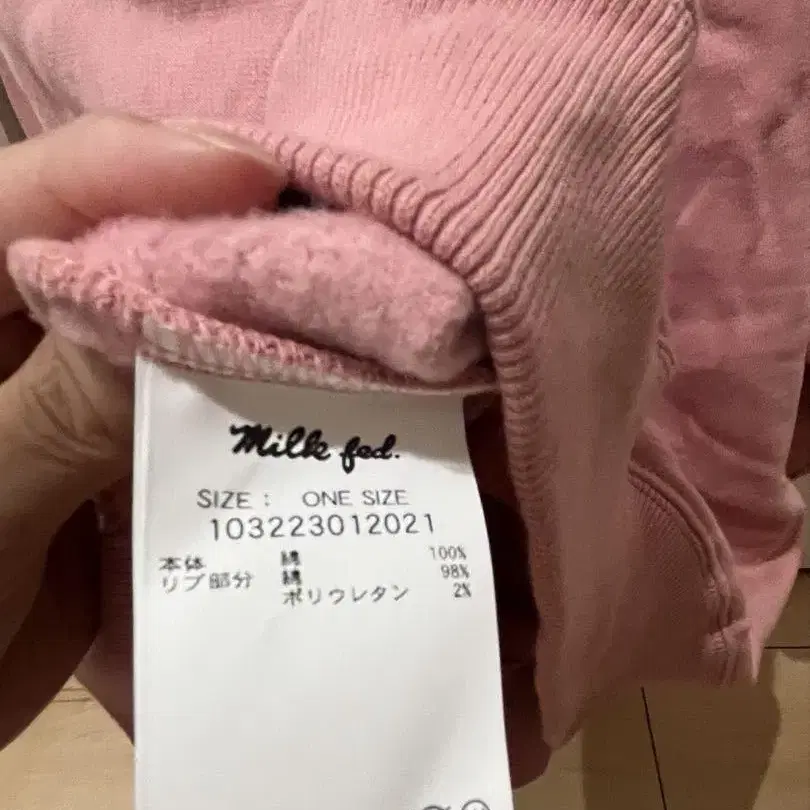 Milk fed.
SIZE : ONE SIZE
103223012021
本体 綿 100%
リブ部分 綿 98%
ポリウレタン 2%